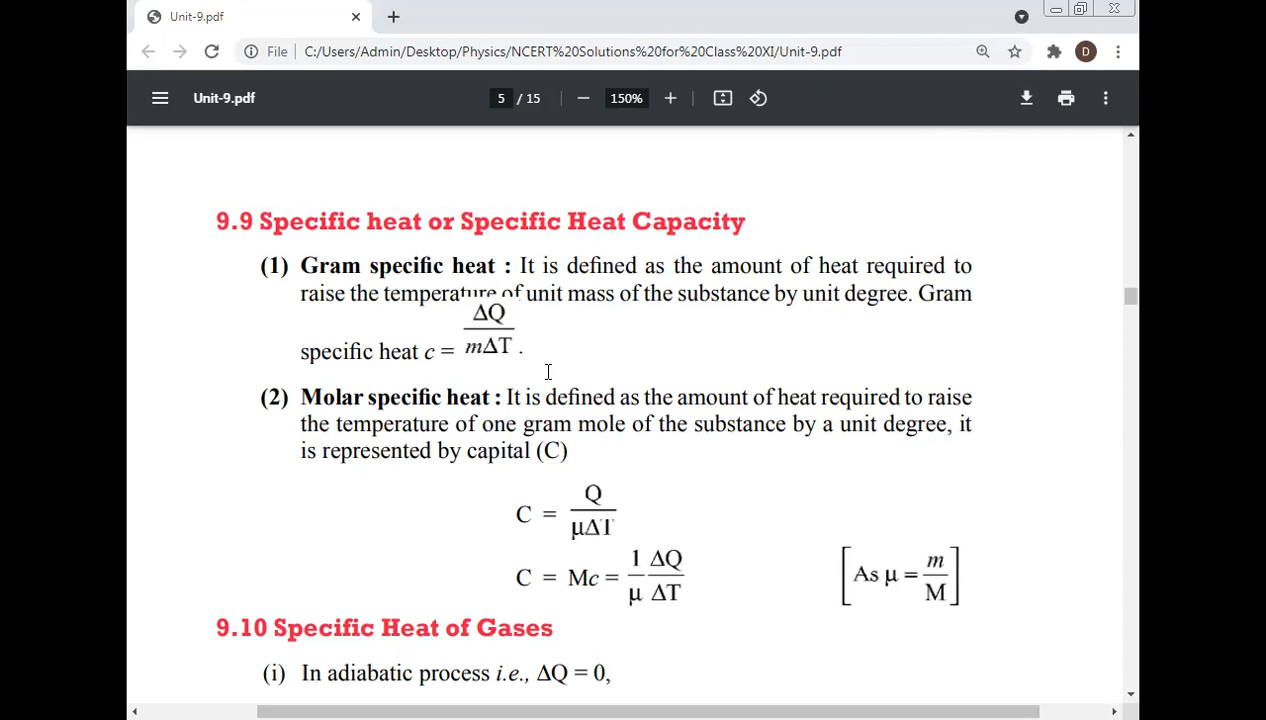 Unit-9.pdf
File C:/Users/Admin/Desktop/Physics/NCERT%20Solutions%20for%20Class%20XI/Unit-9.pdf
D
Unit-9.pdf 5 / 15 150%
9.9 Specific heat or Specific Heat Capacity
(1) Gram specific heat : It is defined as the amount of heat required to
raise the temperature of unit mass of the substance by unit degree. Gram
specific heat c = ΔQ/mΔT .
(2) Molar specific heat : It is defined as the amount of heat required to raise
the temperature of one gram mole of the substance by a unit degree, it
is represented by capital (C)
C = Q/μΔT
C = Mc = 1/μ ΔQ/ΔT [As μ = m/M]
9.10 Specific Heat of Gases
(i) In adiabatic process i.e., ΔQ = 0,